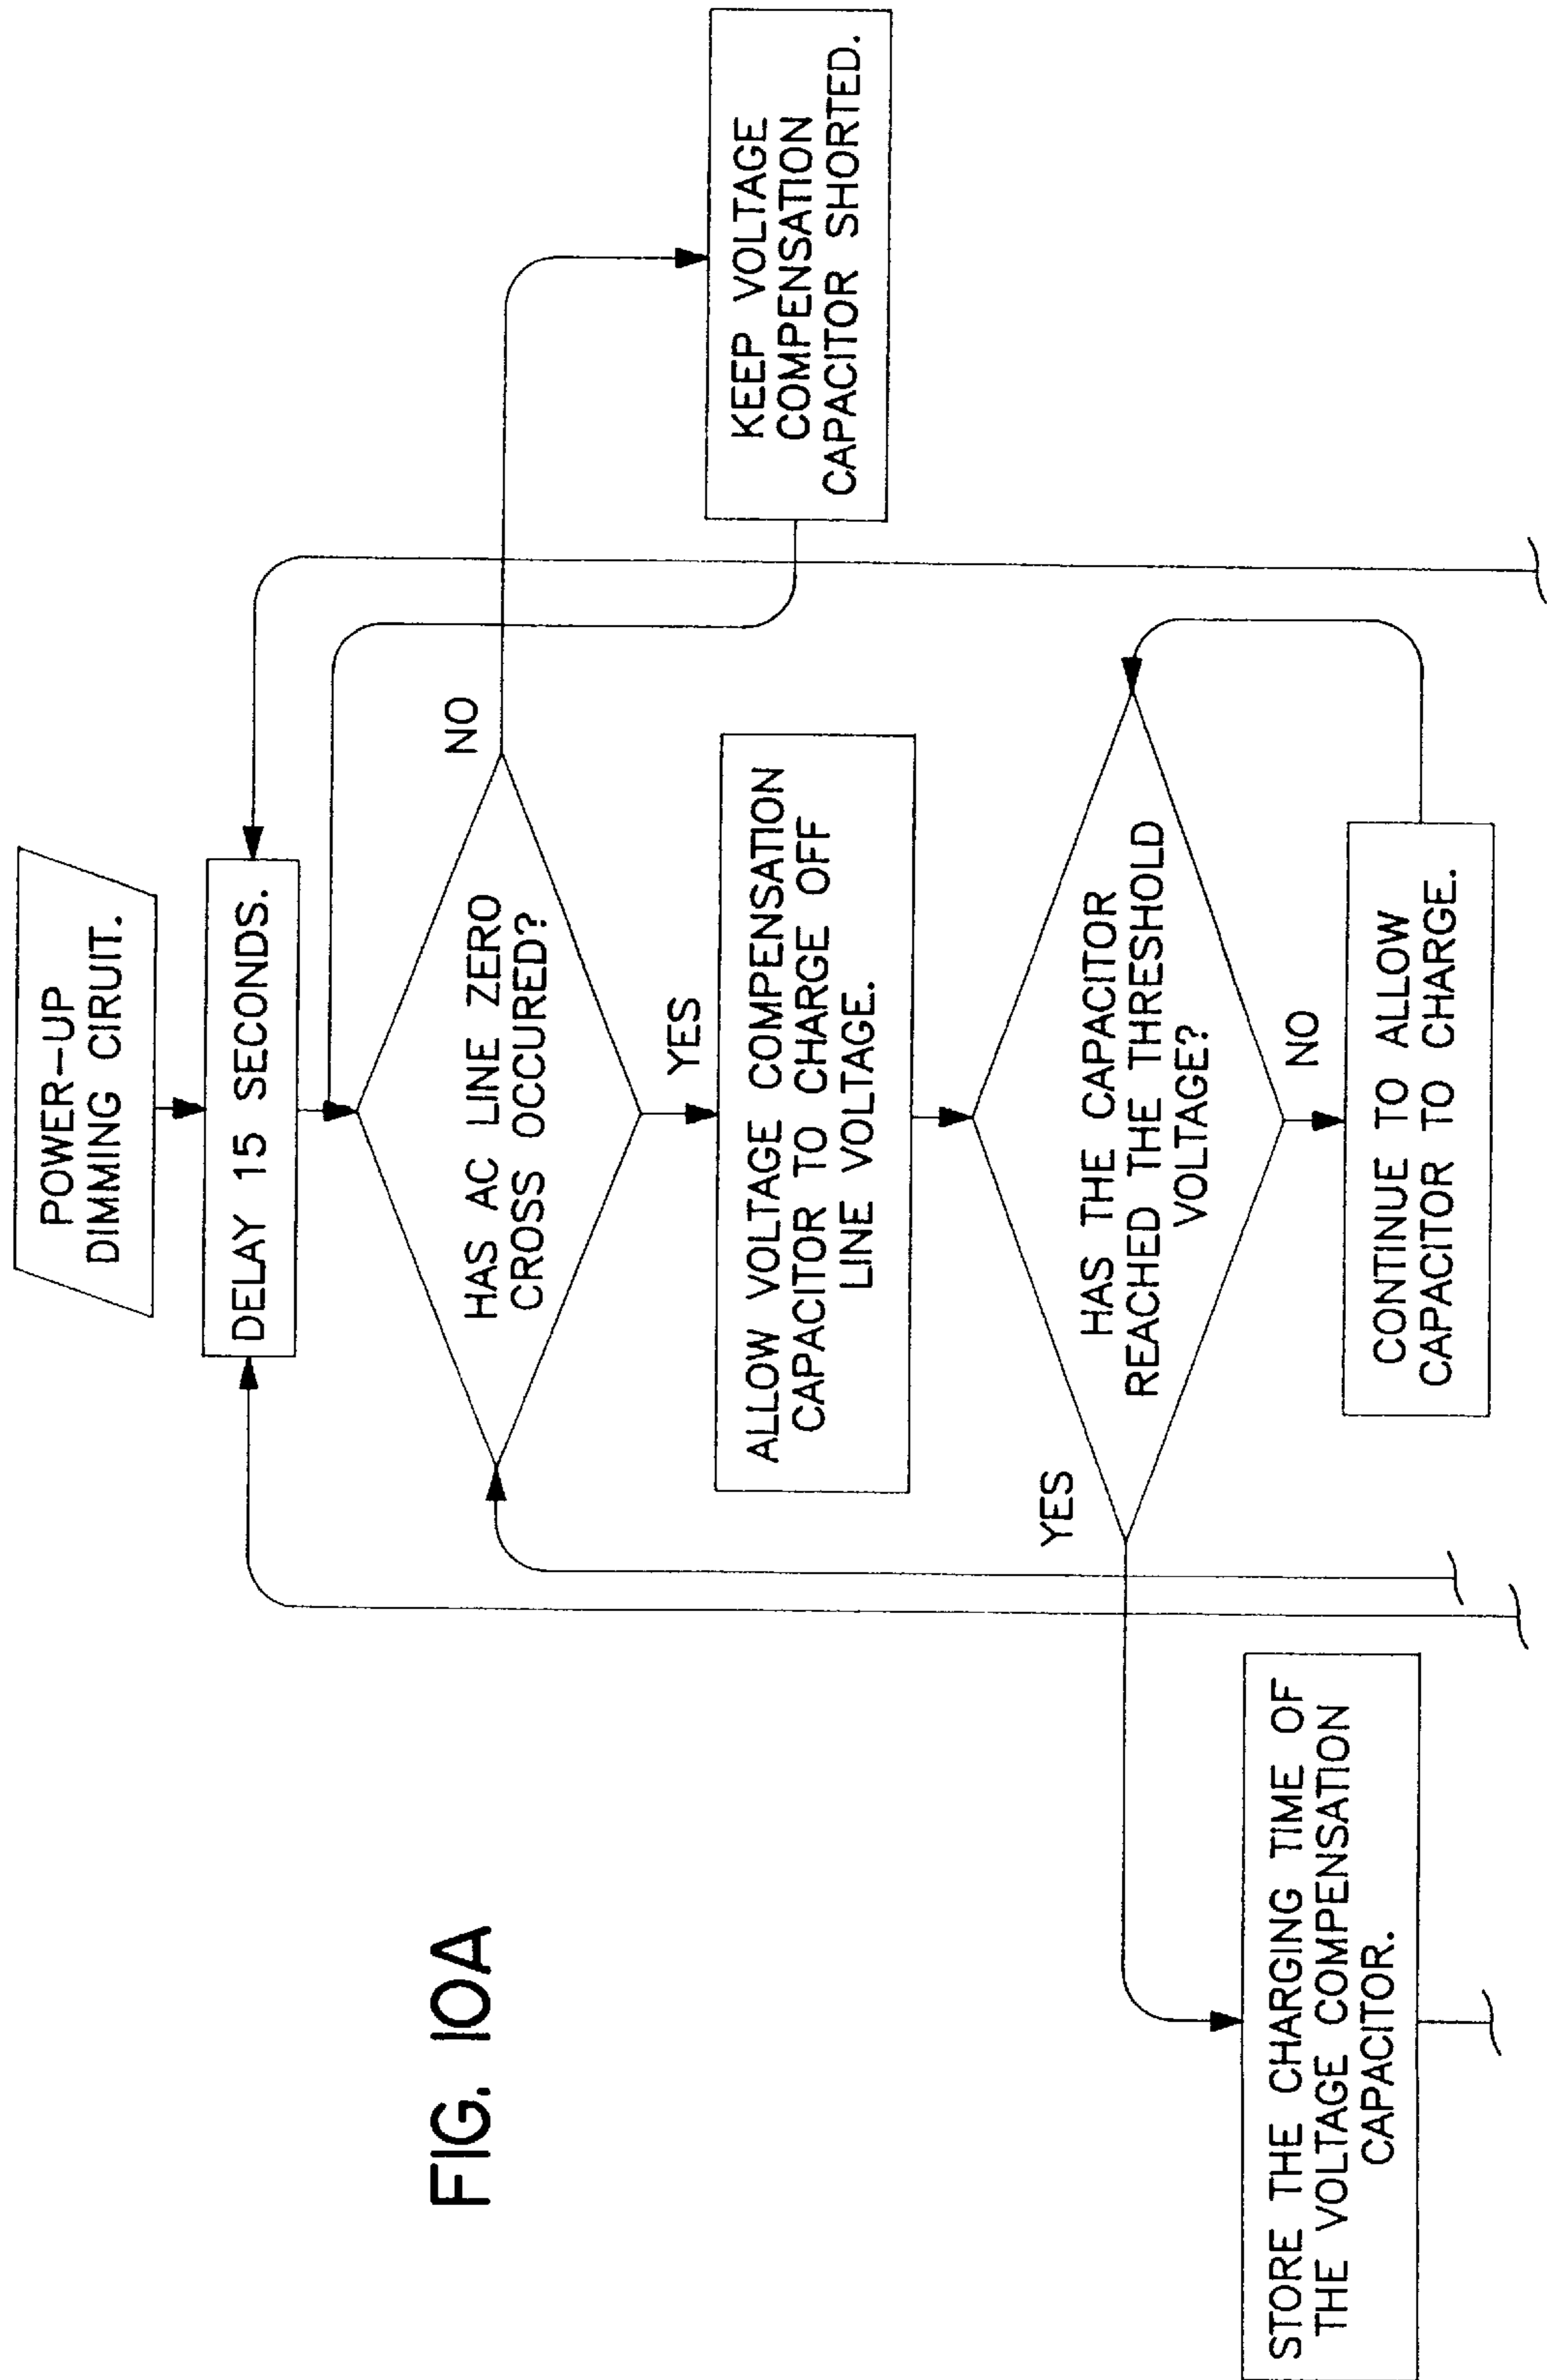 FIG. 10A
POWER-UP
DIMMING CIRUIT.
DELAY 15 SECONDS.
HAS AC LINE ZERO
CROSS OCCURED?
NO
KEEP VOLTAGE
COMPENSATION
CAPACITOR SHORTED.
YES
ALLOW VOLTAGE COMPENSATION
CAPACITOR TO CHARGE OFF
LINE VOLTAGE.
HAS THE CAPACITOR
REACHED THE THRESHOLD
VOLTAGE?
YES
NO
CONTINUE TO ALLOW
CAPACITOR TO CHARGE.
STORE THE CHARGING TIME OF
THE VOLTAGE COMPENSATION
CAPACITOR.